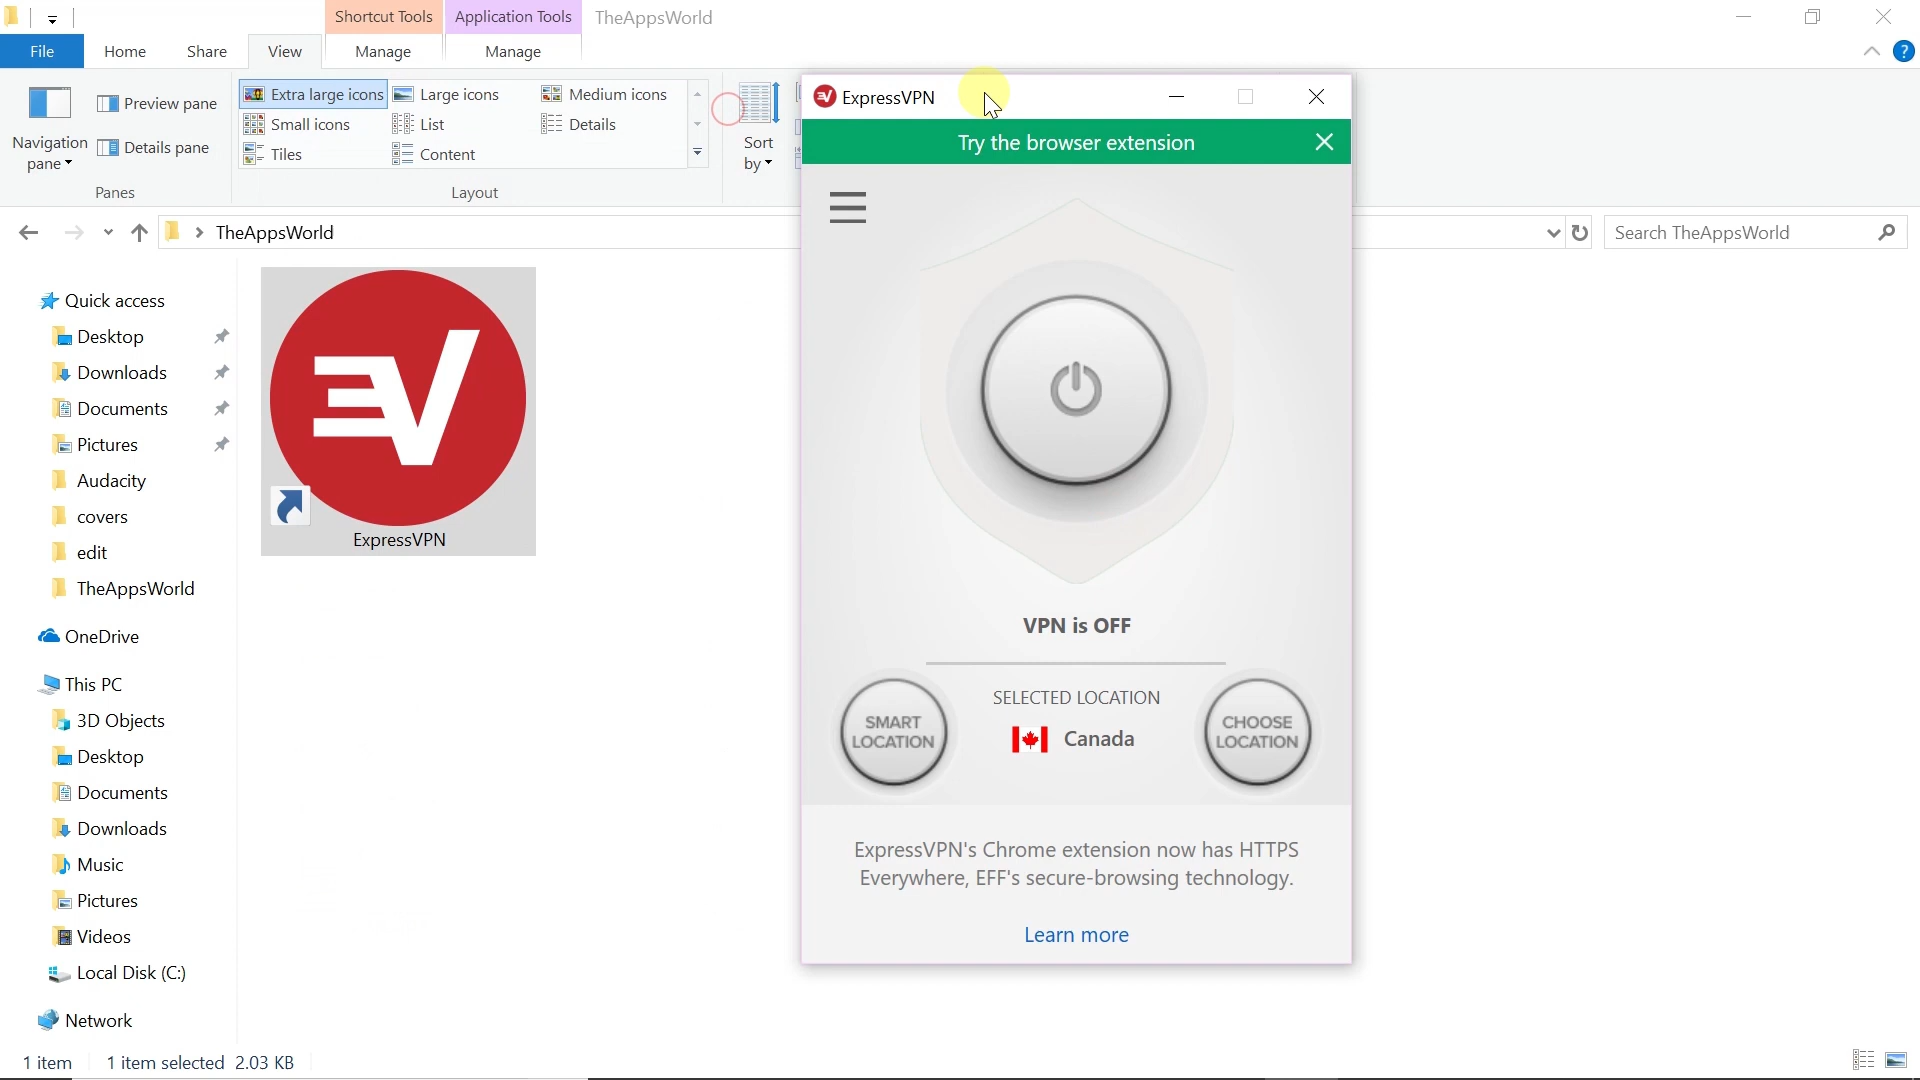 Shortcut Tools
Application Tools
TheAppsWorld
File
Home
Share
View
Manage
Manage
Navigation
pane
Preview pane
Details pane
Panes
Extra large icons
Large icons
Medium icons
Small icons
List
Details
Tiles
Content
Layout
Sort
by
TheAppsWorld
Search TheAppsWorld
Quick access
Desktop
Downloads
Documents
Pictures
Audacity
covers
edit
TheAppsWorld
OneDrive
This PC
3D Objects
Desktop
Documents
Downloads
Music
Pictures
Videos
Local Disk (C:)
Network
ExpressVPN
ExpressVPN
Try the browser extension
VPN is OFF
SMART
LOCATION
SELECTED LOCATION
Canada
CHOOSE
LOCATION
ExpressVPN's Chrome extension now has HTTPS
Everywhere, EFF's secure-browsing technology.
Learn more
1 item
1 item selected 2.03 KB